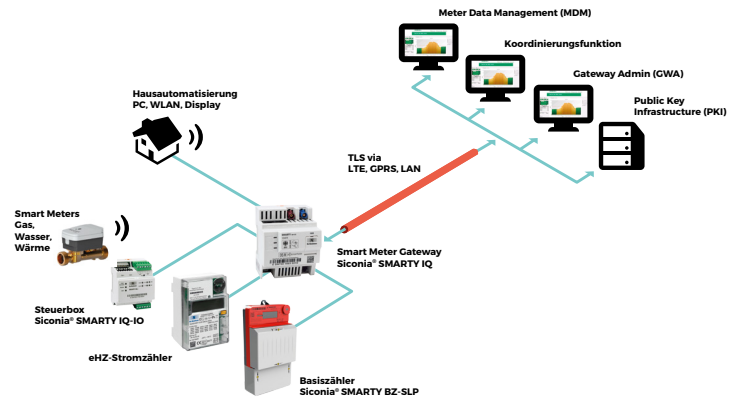 Meter Data Management (MDM)
Koordinierungsfunktion
Gateway Admin (GWA)
Public Key
Infrastructure (PKI)
Hausautomatisierung
PC, WLAN, Display
TLS via
LTE, GPRS, LAN
Smart Meters
Gas,
Wasser,
Wärme
Smart Meter Gateway
Siconia® SMARTY IQ
Steuerbox
Siconia® SMARTY IQ-IO
eHZ-Stromzähler
Basiszähler
Siconia® SMARTY BZ-SLP